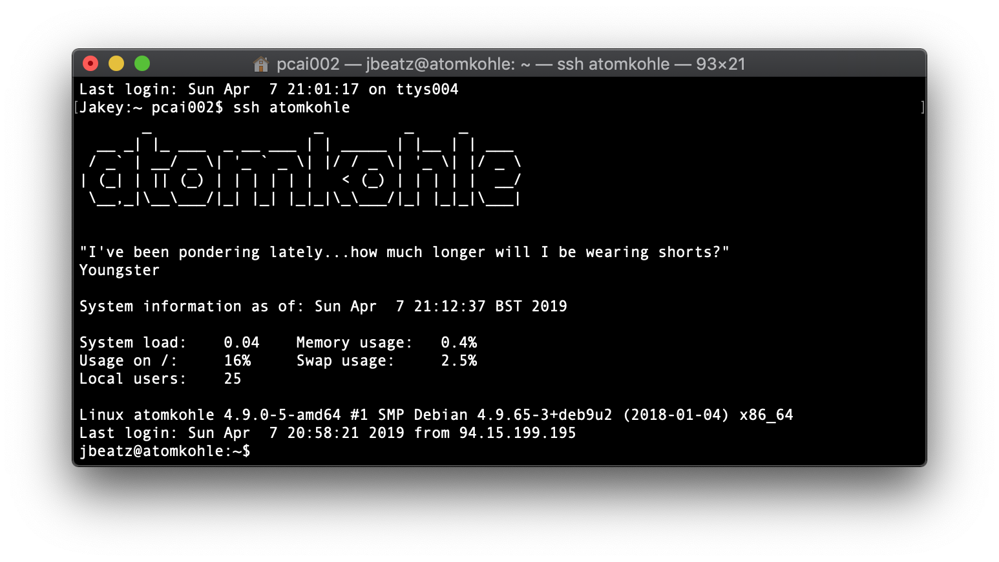 pcai002 — jbeatz@atomkohle: ~ — ssh atomkohle — 93×21
Last login: Sun Apr  7 21:01:17 on ttys004
[Jakey:~ pcai002$ ssh atomkohle ]
atomkohle
"I've been pondering lately...how much longer will I be wearing shorts?"
Youngster
System information as of: Sun Apr  7 21:12:37 BST 2019
System load:    0.04    Memory usage:   0.4%
Usage on /:     16%     Swap usage:     2.5%
Local users:    25
Linux atomkohle 4.9.0-5-amd64 #1 SMP Debian 4.9.65-3+deb9u2 (2018-01-04) x86_64
Last login: Sun Apr  7 20:58:21 2019 from 94.15.199.195
jbeatz@atomkohle:~$